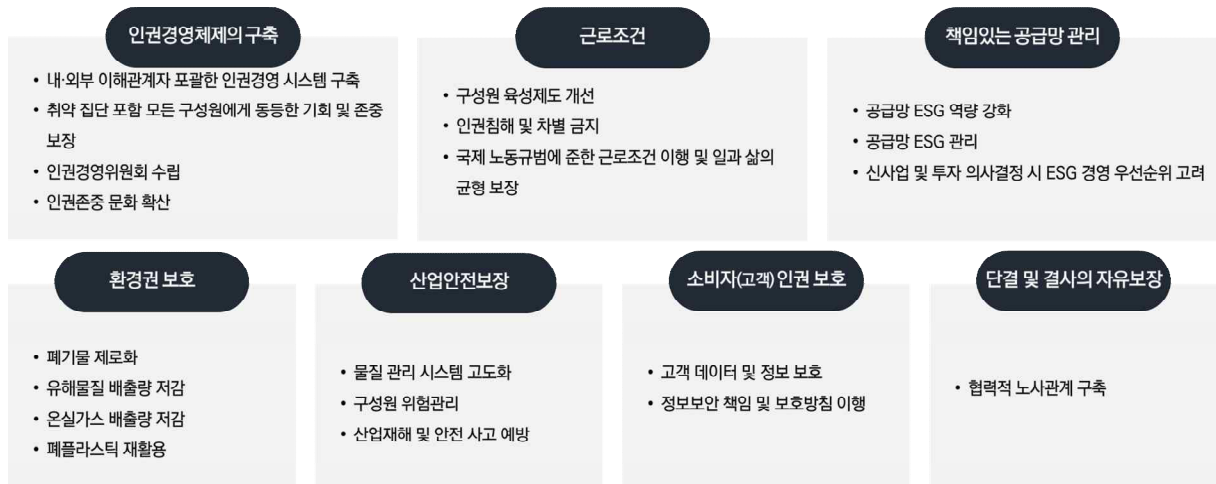 인권경영체제의 구축
• 내·외부 이해관계자 포괄한 인권경영 시스템 구축
• 취약 집단 포함 모든 구성원에게 동등한 기회 및 존중
보장
• 인권경영위원회 수립
• 인권존중 문화 확산
근로조건
• 구성원 육성제도 개선
• 인권침해 및 차별 금지
• 국제 노동규범에 준한 근로조건 이행 및 일과 삶의
균형 보장
책임있는 공급망 관리
• 공급망 ESG 역량 강화
• 공급망 ESG 관리
• 신사업 및 투자 의사결정 시 ESG 경영 우선순위 고려
환경권 보호
• 폐기물 제로화
• 유해물질 배출량 저감
• 온실가스 배출량 저감
• 폐플라스틱 재활용
산업안전보장
• 물질 관리 시스템 고도화
• 구성원 위험관리
• 산업재해 및 안전 사고 예방
소비자(고객) 인권 보호
• 고객 데이터 및 정보 보호
• 정보보안 책임 및 보호방침 이행
단결 및 결사의 자유보장
• 협력적 노사관계 구축